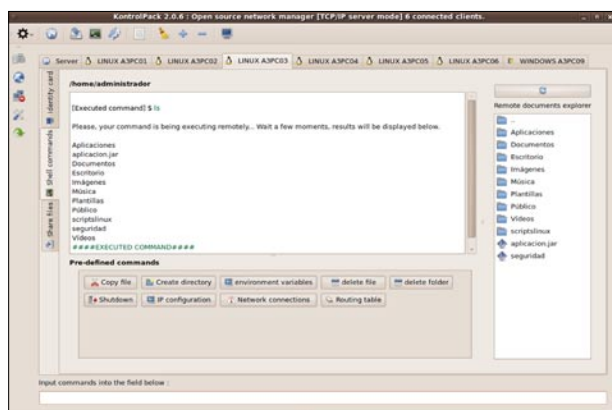 KontrolPack 2.0.6 : Open source network manager [TCP/IP server mode] 6 connected clients.
Server LINUX A3PC01 LINUX A3PC02 LINUX A3PC03 LINUX A3PC04 LINUX A3PC05 LINUX A3PC06 WINDOWS A3PC09
Identity card
Shell commands
Share files
/home/administrador
[Executed command] $ ls
Please, your command is being executing remotely.. Wait a few moments, results will be displayed below.
Aplicaciones
aplicacion.jar
Documentos
Escritorio
Imágenes
Música
Plantillas
Público
scriptslinux
seguridad
Vídeos
####EXECUTED COMMAND####
Pre-defined commands
Copy file Create directory environment variables delete file delete folder
Shutdown IP configuration Network connections Routing table
Remote documents explorer
..
Aplicaciones
Documentos
Escritorio
Imágenes
Música
Plantillas
Público
Vídeos
scriptslinux
aplicacion.jar
seguridad
Input commands into the field below :